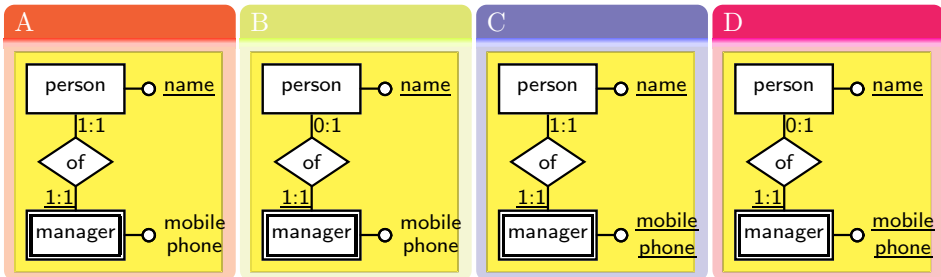 A
person
name
1:1
of
1:1
manager
mobile
phone
B
person
name
0:1
of
1:1
manager
mobile
phone
C
person
name
1:1
of
1:1
manager
mobile
phone
D
person
name
0:1
of
1:1
manager
mobile
phone